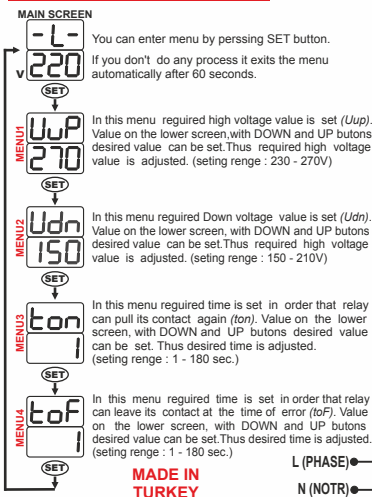 MAIN SCREEN
-L-
You can enter menu by perssing SET button.
V 220
If you don't do any process it exits the menu
automatically after 60 seconds.
SET
MENU1
UuP
270
In this menu reguired high voltage value is set (Uup).
Value on the lower screen,with DOWN and UP butons
desired value can be set.Thus required high voltage
value is adjusted. (seting renge : 230 - 270V)
SET
MENU2
Udn
150
In this menu reguired Down voltage value is set (Udn).
Value on the lower screen, with DOWN and UP butons
desired value can be set.Thus required high voltage
value is adjusted. (seting renge : 150 - 210V)
SET
MENU3
ton
1
In this menu reguired time is set in order that relay
can pull its contact again (ton). Value on the lower
screen, with DOWN and UP butons desired value
can be set. Thus desired time is adjusted.
(seting renge : 1 - 180 sec.)
SET
MENU4
toF
1
In this menu reguired time is set in order that relay
can leave its contact at the time of error (toF). Value
on the lower screen, with DOWN and UP butons
desired value can be set.Thus desired time is adjusted.
(seting renge : 1 - 180 sec.)
SET
MADE IN
TURKEY
L (PHASE)
N (NOTR)